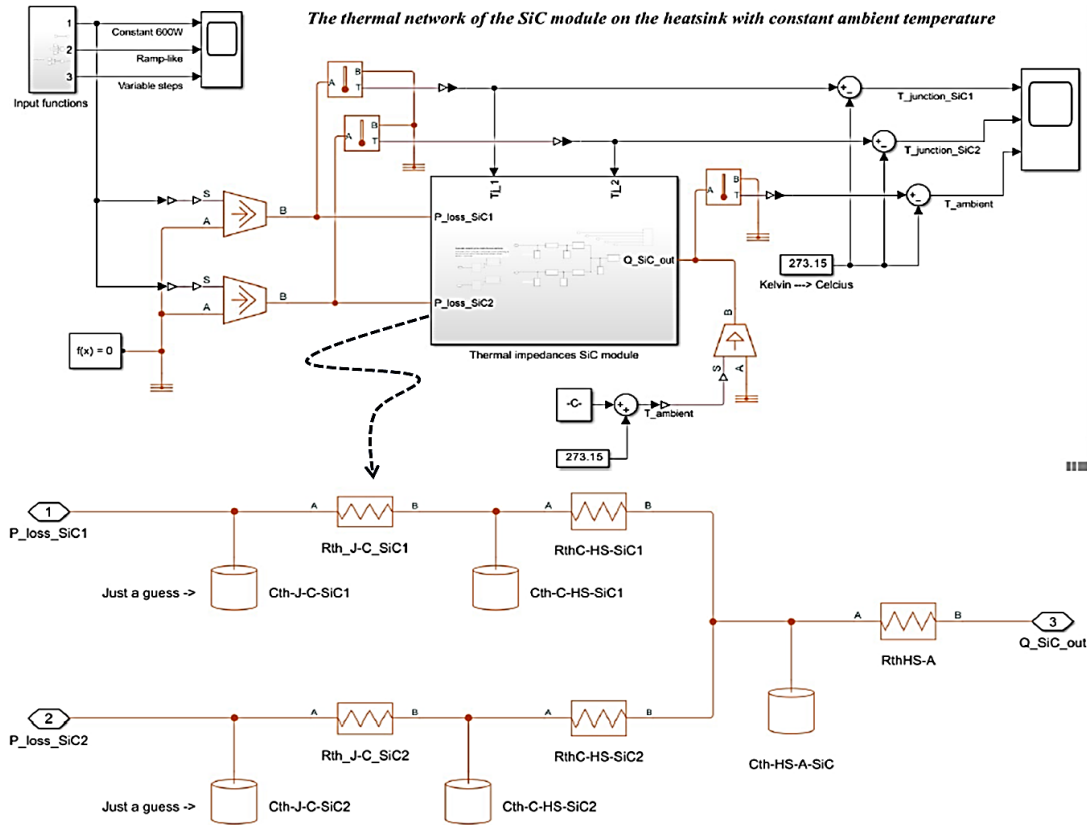 The thermal network of the SiC module on the heatsink with constant ambient temperature
1
Constant 600W
2
Ramp-like
3
Variable steps
Input functions
A
B
T
A
B
T
T_junction_SiC1
T_junction_SiC2
T_ambient
Tj_1
Tj_2
S
A
B
P_loss_SiC1
Q_SiC_out
P_loss_SiC2
Thermal impedances SiC module
A
B
T
273.15
Kelvin ---> Celcius
S
A
B
f(x) = 0
B
S
A
-C-
T_ambient
273.15
1
P_loss_SiC1
A
B
Rth_J-C_SiC1
A
B
RthC-HS-SiC1
Just a guess ->
Cth-J-C-SiC1
Cth-C-HS-SiC1
A
B
RthHS-A
3
Q_SiC_out
2
P_loss_SiC2
A
B
Rth_J-C_SiC2
A
B
RthC-HS-SiC2
Cth-HS-A-SiC
Just a guess ->
Cth-J-C-SiC2
Cth-C-HS-SiC2